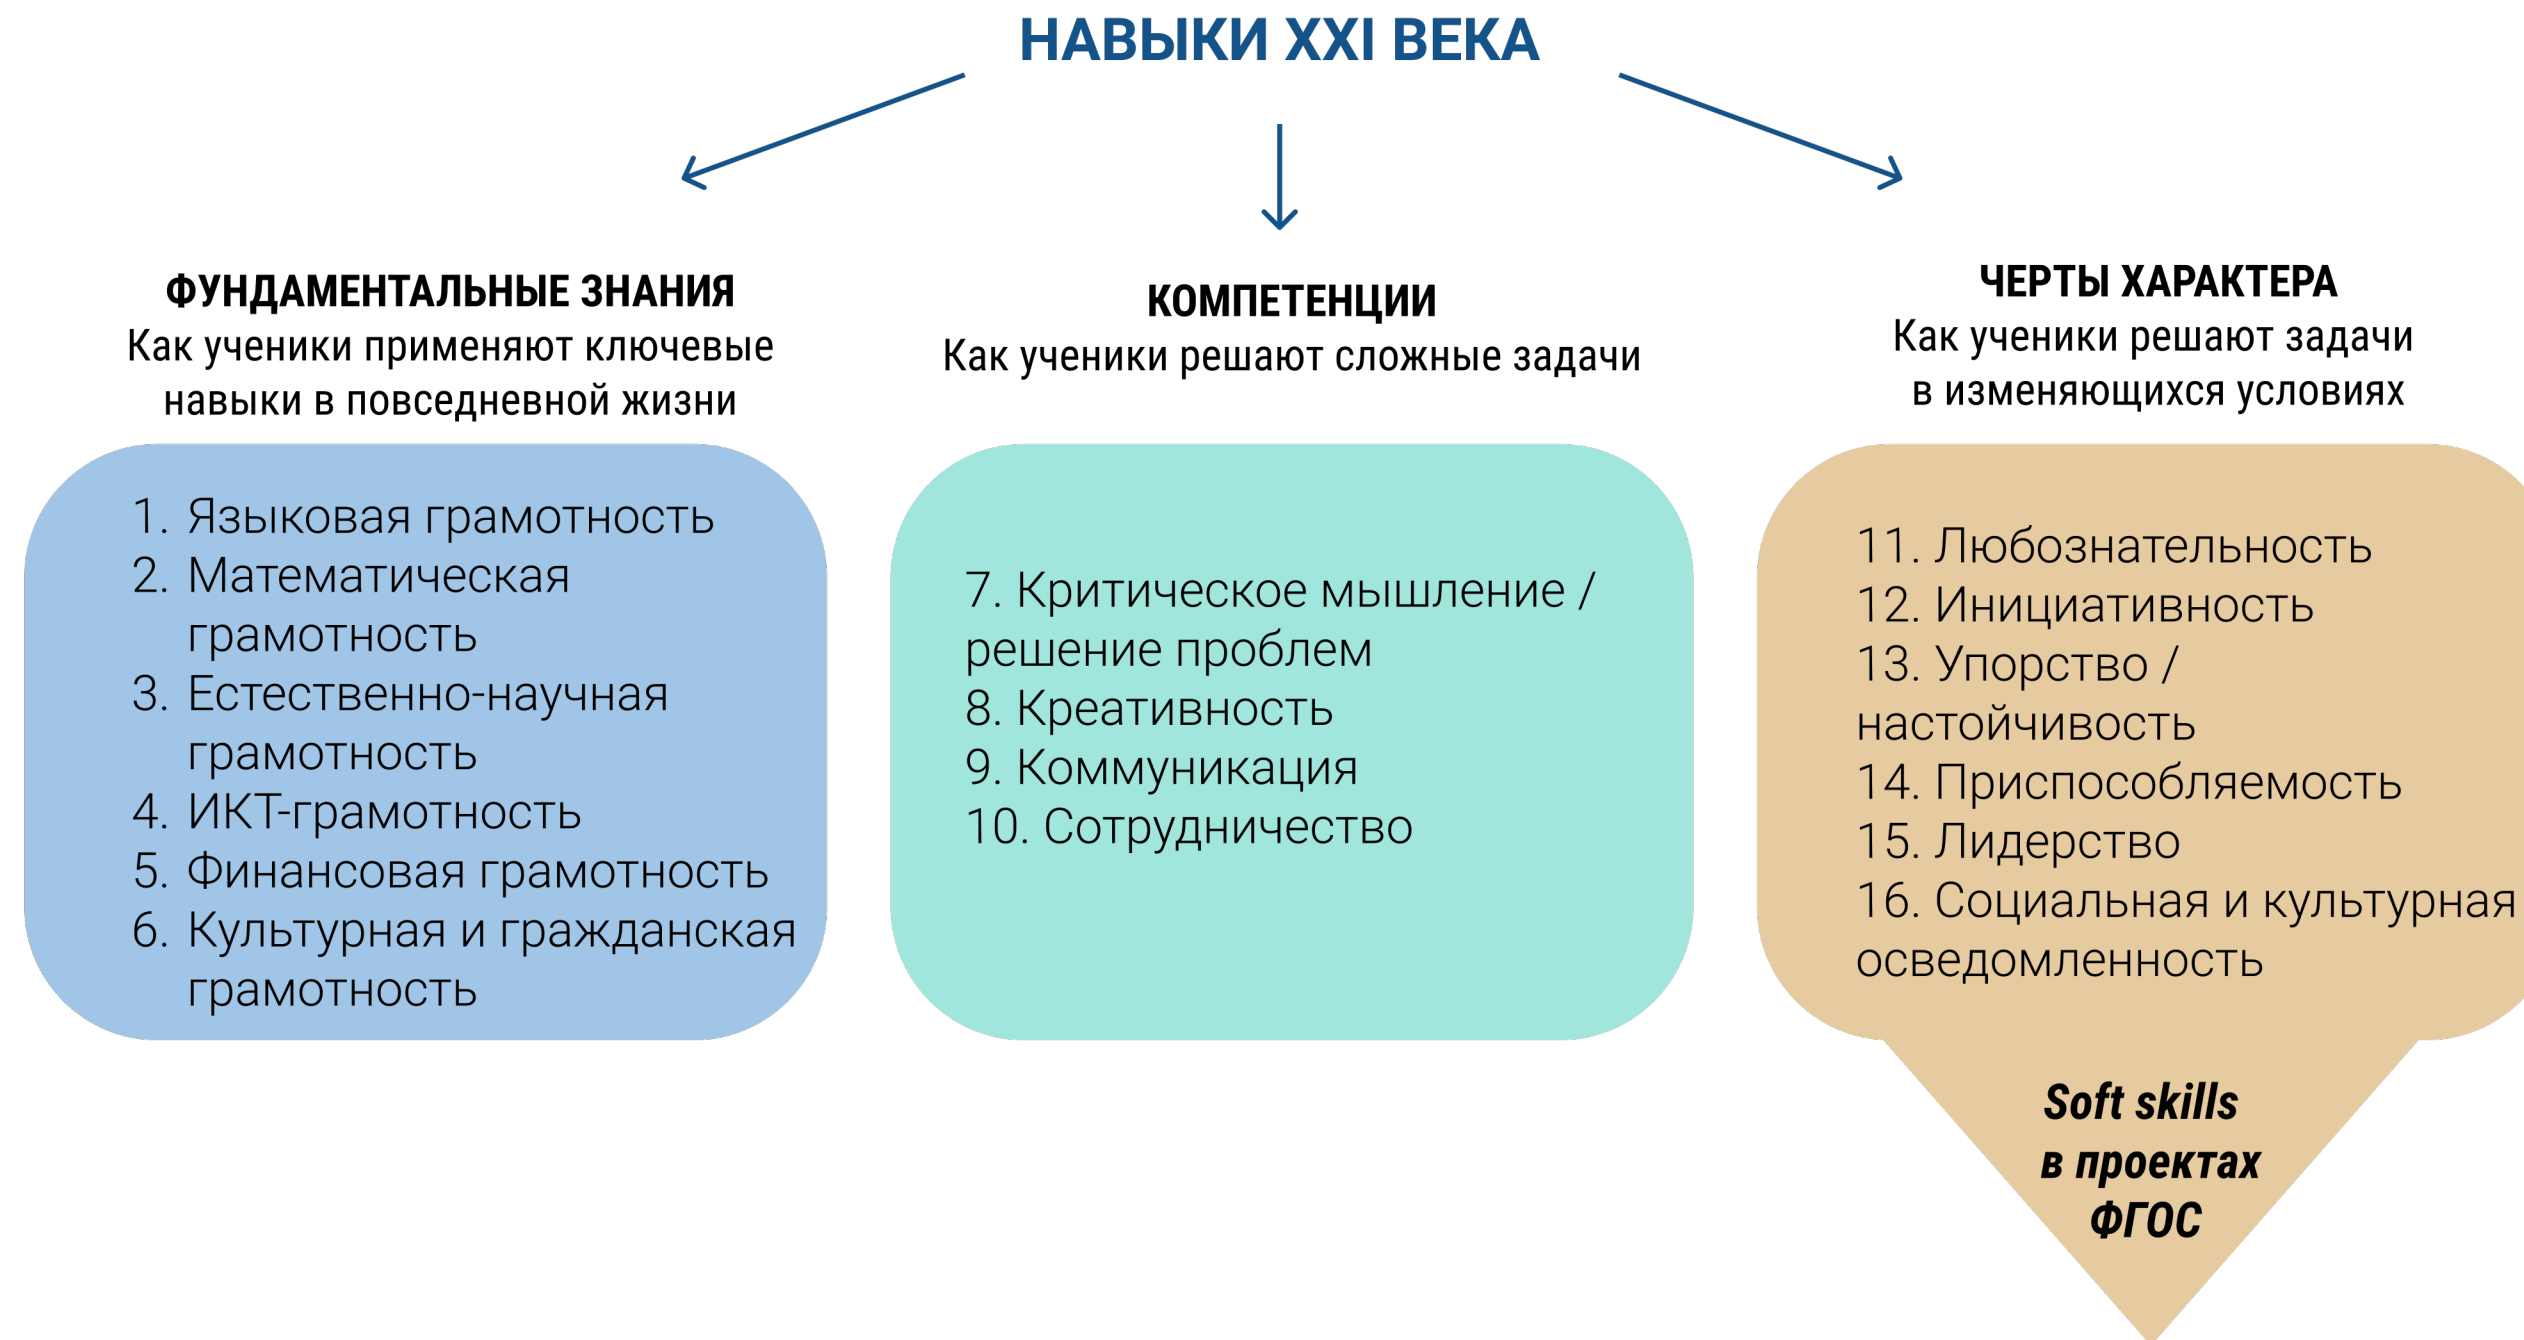 НАВЫКИ XXI ВЕКА
ФУНДАМЕНТАЛЬНЫЕ ЗНАНИЯ
Как ученики применяют ключевые
навыки в повседневной жизни
1. Языковая грамотность
2. Математическая
грамотность
3. Естественно-научная
грамотность
4. ИКТ-грамотность
5. Финансовая грамотность
6. Культурная и гражданская
грамотность
КОМПЕТЕНЦИИ
Как ученики решают сложные задачи
7. Критическое мышление /
решение проблем
8. Креативность
9. Коммуникация
10. Сотрудничество
ЧЕРТЫ ХАРАКТЕРА
Как ученики решают задачи
в изменяющихся условиях
11. Любознательность
12. Инициативность
13. Упорство /
настойчивость
14. Приспособляемость
15. Лидерство
16. Социальная и культурная
осведомленность
Soft skills
в проектах
ФГОС